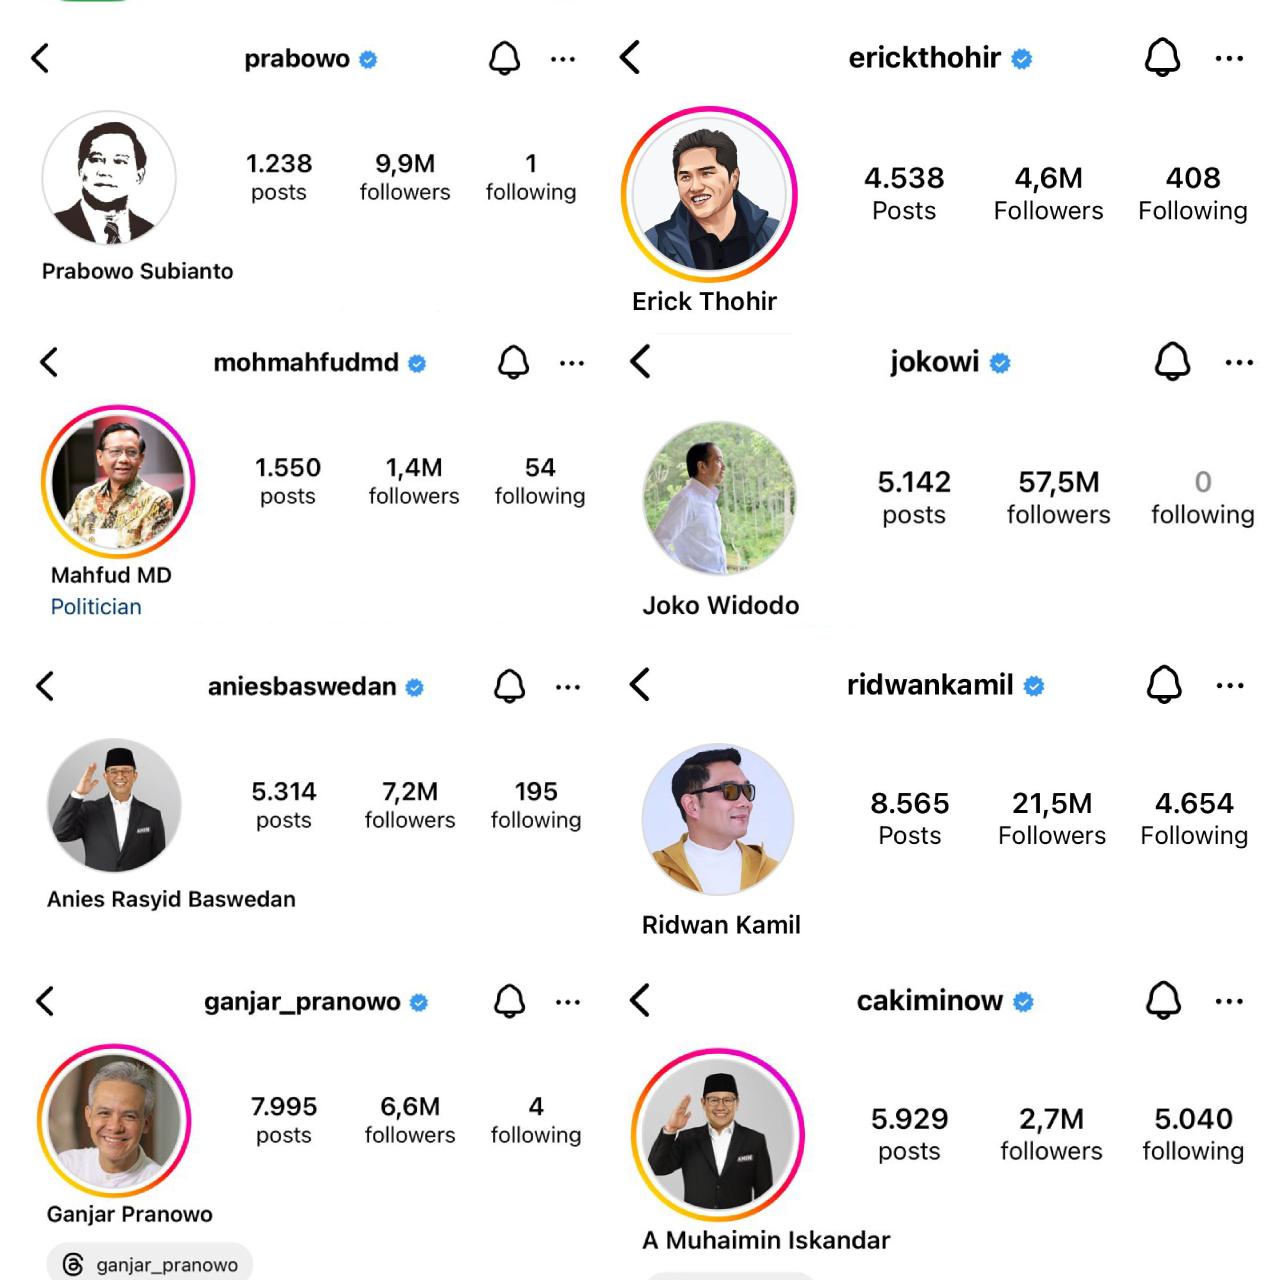 prabowo
1.238 9,9M 1
posts followers following
Prabowo Subianto
erickthohir
4.538 4,6M 408
Posts Followers Following
Erick Thohir
mohmahfudmd
1.550 1,4M 54
posts followers following
Mahfud MD
Politician
jokowi
5.142 57,5M 0
posts followers following
Joko Widodo
aniesbaswedan
5.314 7,2M 195
posts followers following
Anies Rasyid Baswedan
ridwankamil
8.565 21,5M 4.654
Posts Followers Following
Ridwan Kamil
ganjar_pranowo
7.995 6,6M 4
posts followers following
Ganjar Pranowo
ganjar_pranowo
cakiminow
5.929 2,7M 5.040
posts followers following
AMIN
A Muhaimin Iskandar